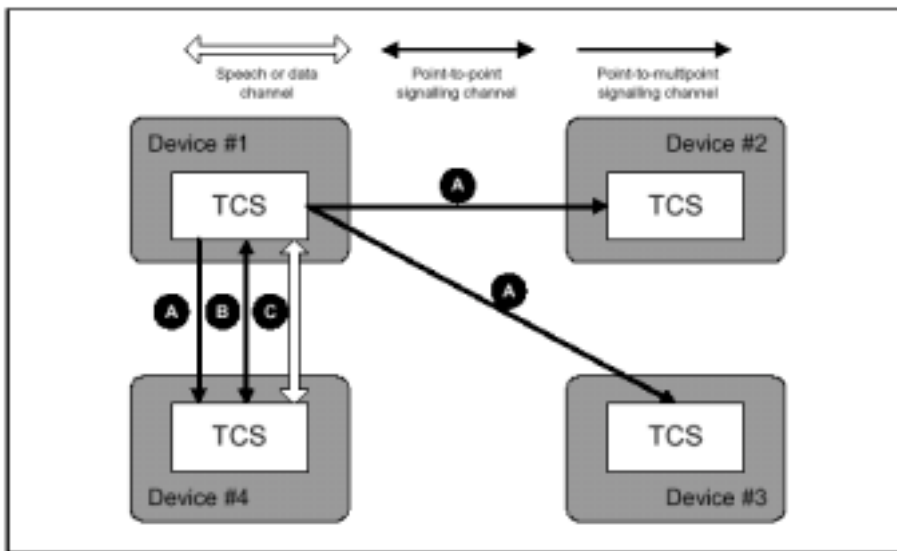 Speech or data
channel
Point-to-point
signalling channel
Point-to-multipoint
signalling channel
Device #1
TCS
Device #2
TCS
A
A
A
B
C
TCS
Device #4
TCS
Device #3